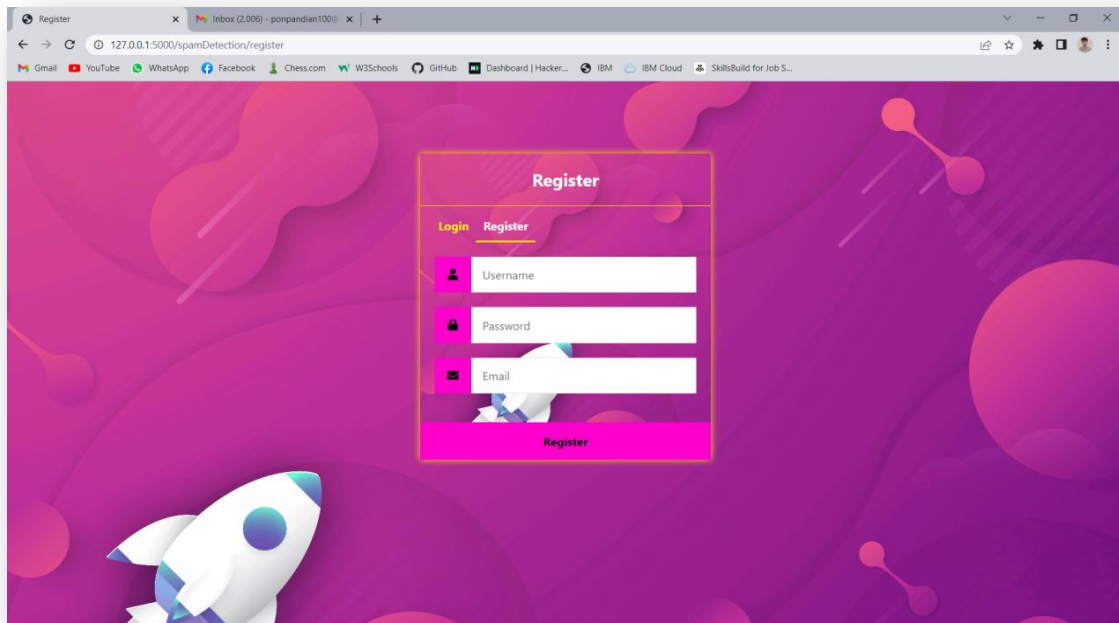 Register
Inbox (2,006) - ponpandian100
127.0.0.1:5000/spamDetection/register
Gmail YouTube WhatsApp Facebook Chess.com W3Schools GitHub Dashboard | Hacker... IBM IBM Cloud SkillsBuild for Job S...
Register
Login Register
Username
Password
Email
Register